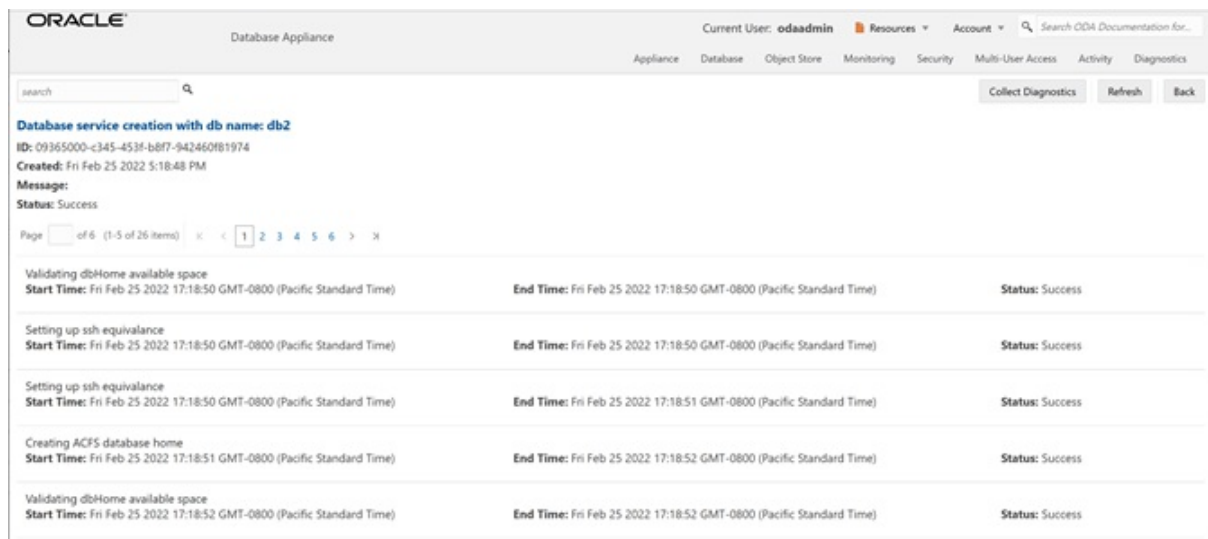 ORACLE
Database Appliance
Current User: odaadmin Resources Account Search ODA Documentation for...
Appliance Database Object Store Monitoring Security Multi-User Access Activity Diagnostics
search Collect Diagnostics Refresh Back
Database service creation with db name: db2
ID: 09365000-c345-453f-b8f7-942460f81974
Created: Fri Feb 25 2022 5:18:48 PM
Message:
Status: Success
Page of 6 (1-5 of 26 items) 1 2 3 4 5 6
Validating dbHome available space
Start Time: Fri Feb 25 2022 17:18:50 GMT-0800 (Pacific Standard Time) End Time: Fri Feb 25 2022 17:18:50 GMT-0800 (Pacific Standard Time) Status: Success
Setting up ssh equivalance
Start Time: Fri Feb 25 2022 17:18:50 GMT-0800 (Pacific Standard Time) End Time: Fri Feb 25 2022 17:18:50 GMT-0800 (Pacific Standard Time) Status: Success
Setting up ssh equivalance
Start Time: Fri Feb 25 2022 17:18:50 GMT-0800 (Pacific Standard Time) End Time: Fri Feb 25 2022 17:18:51 GMT-0800 (Pacific Standard Time) Status: Success
Creating ACFS database home
Start Time: Fri Feb 25 2022 17:18:51 GMT-0800 (Pacific Standard Time) End Time: Fri Feb 25 2022 17:18:52 GMT-0800 (Pacific Standard Time) Status: Success
Validating dbHome available space
Start Time: Fri Feb 25 2022 17:18:52 GMT-0800 (Pacific Standard Time) End Time: Fri Feb 25 2022 17:18:52 GMT-0800 (Pacific Standard Time) Status: Success